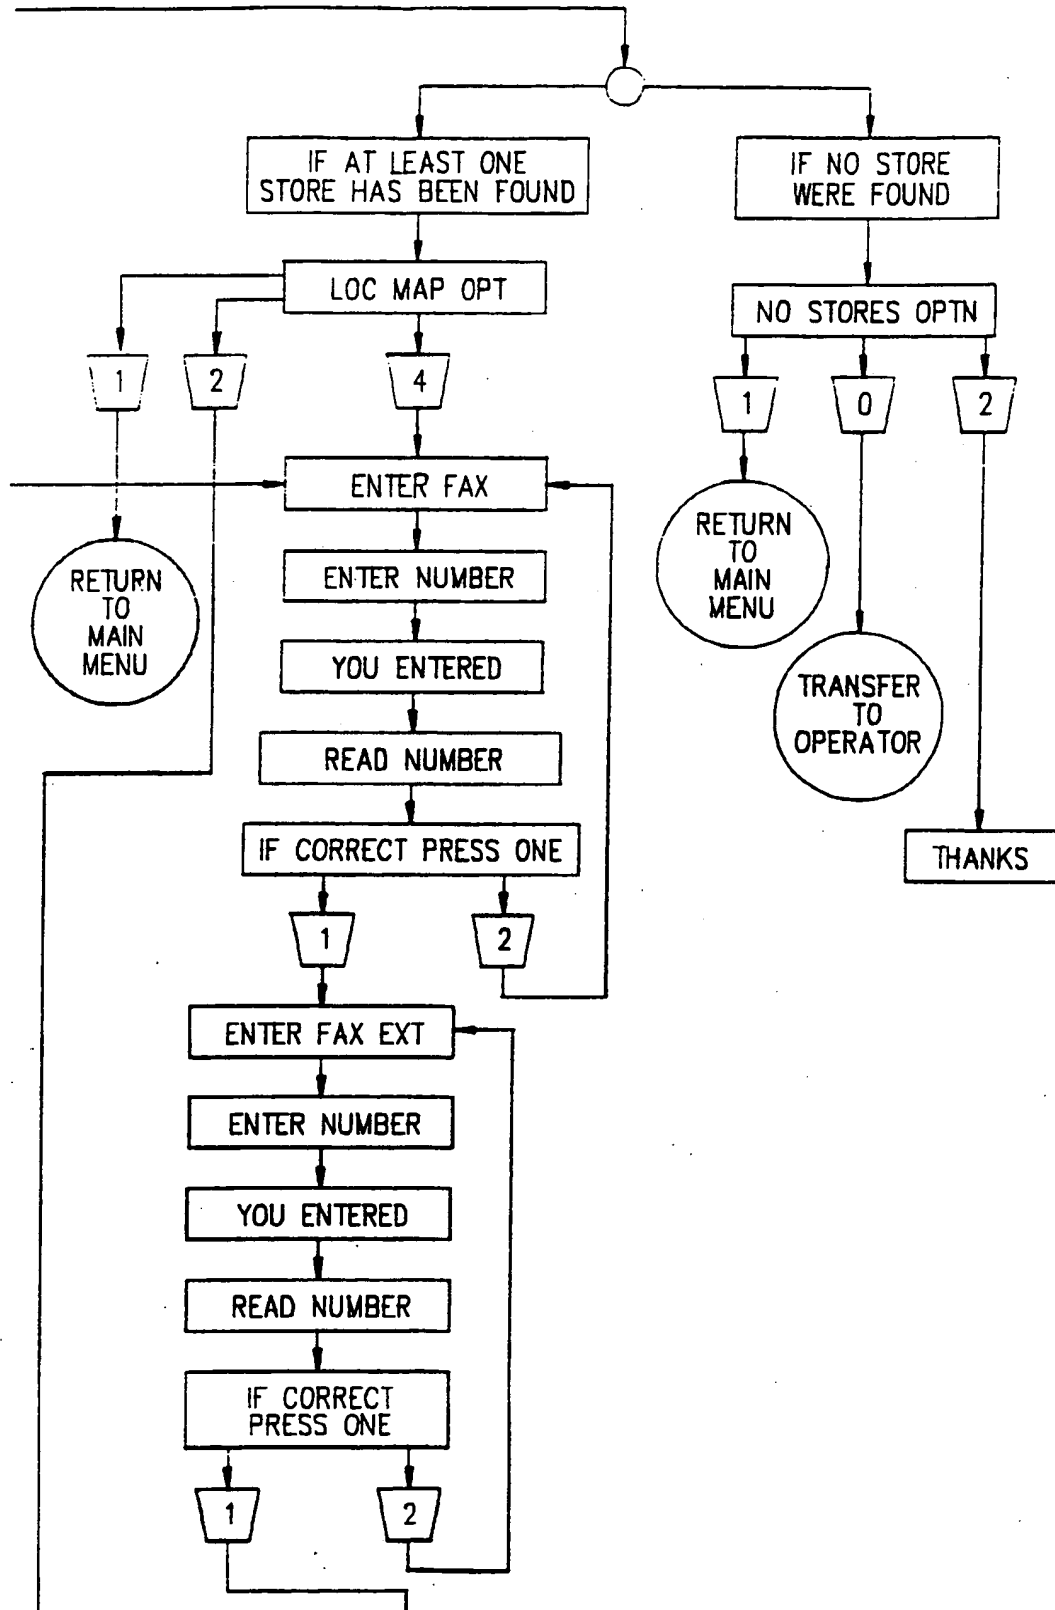 IF AT LEAST ONE
STORE HAS BEEN FOUND
IF NO STORE
WERE FOUND
LOC MAP OPT
NO STORES OPTN
1
2
4
1
0
2
ENTER FAX
RETURN
TO
MAIN
MENU
RETURN
TO
MAIN
MENU
ENTER NUMBER
YOU ENTERED
TRANSFER
TO
OPERATOR
READ NUMBER
IF CORRECT PRESS ONE
THANKS
1
2
ENTER FAX EXT
ENTER NUMBER
YOU ENTERED
READ NUMBER
IF CORRECT
PRESS ONE
1
2